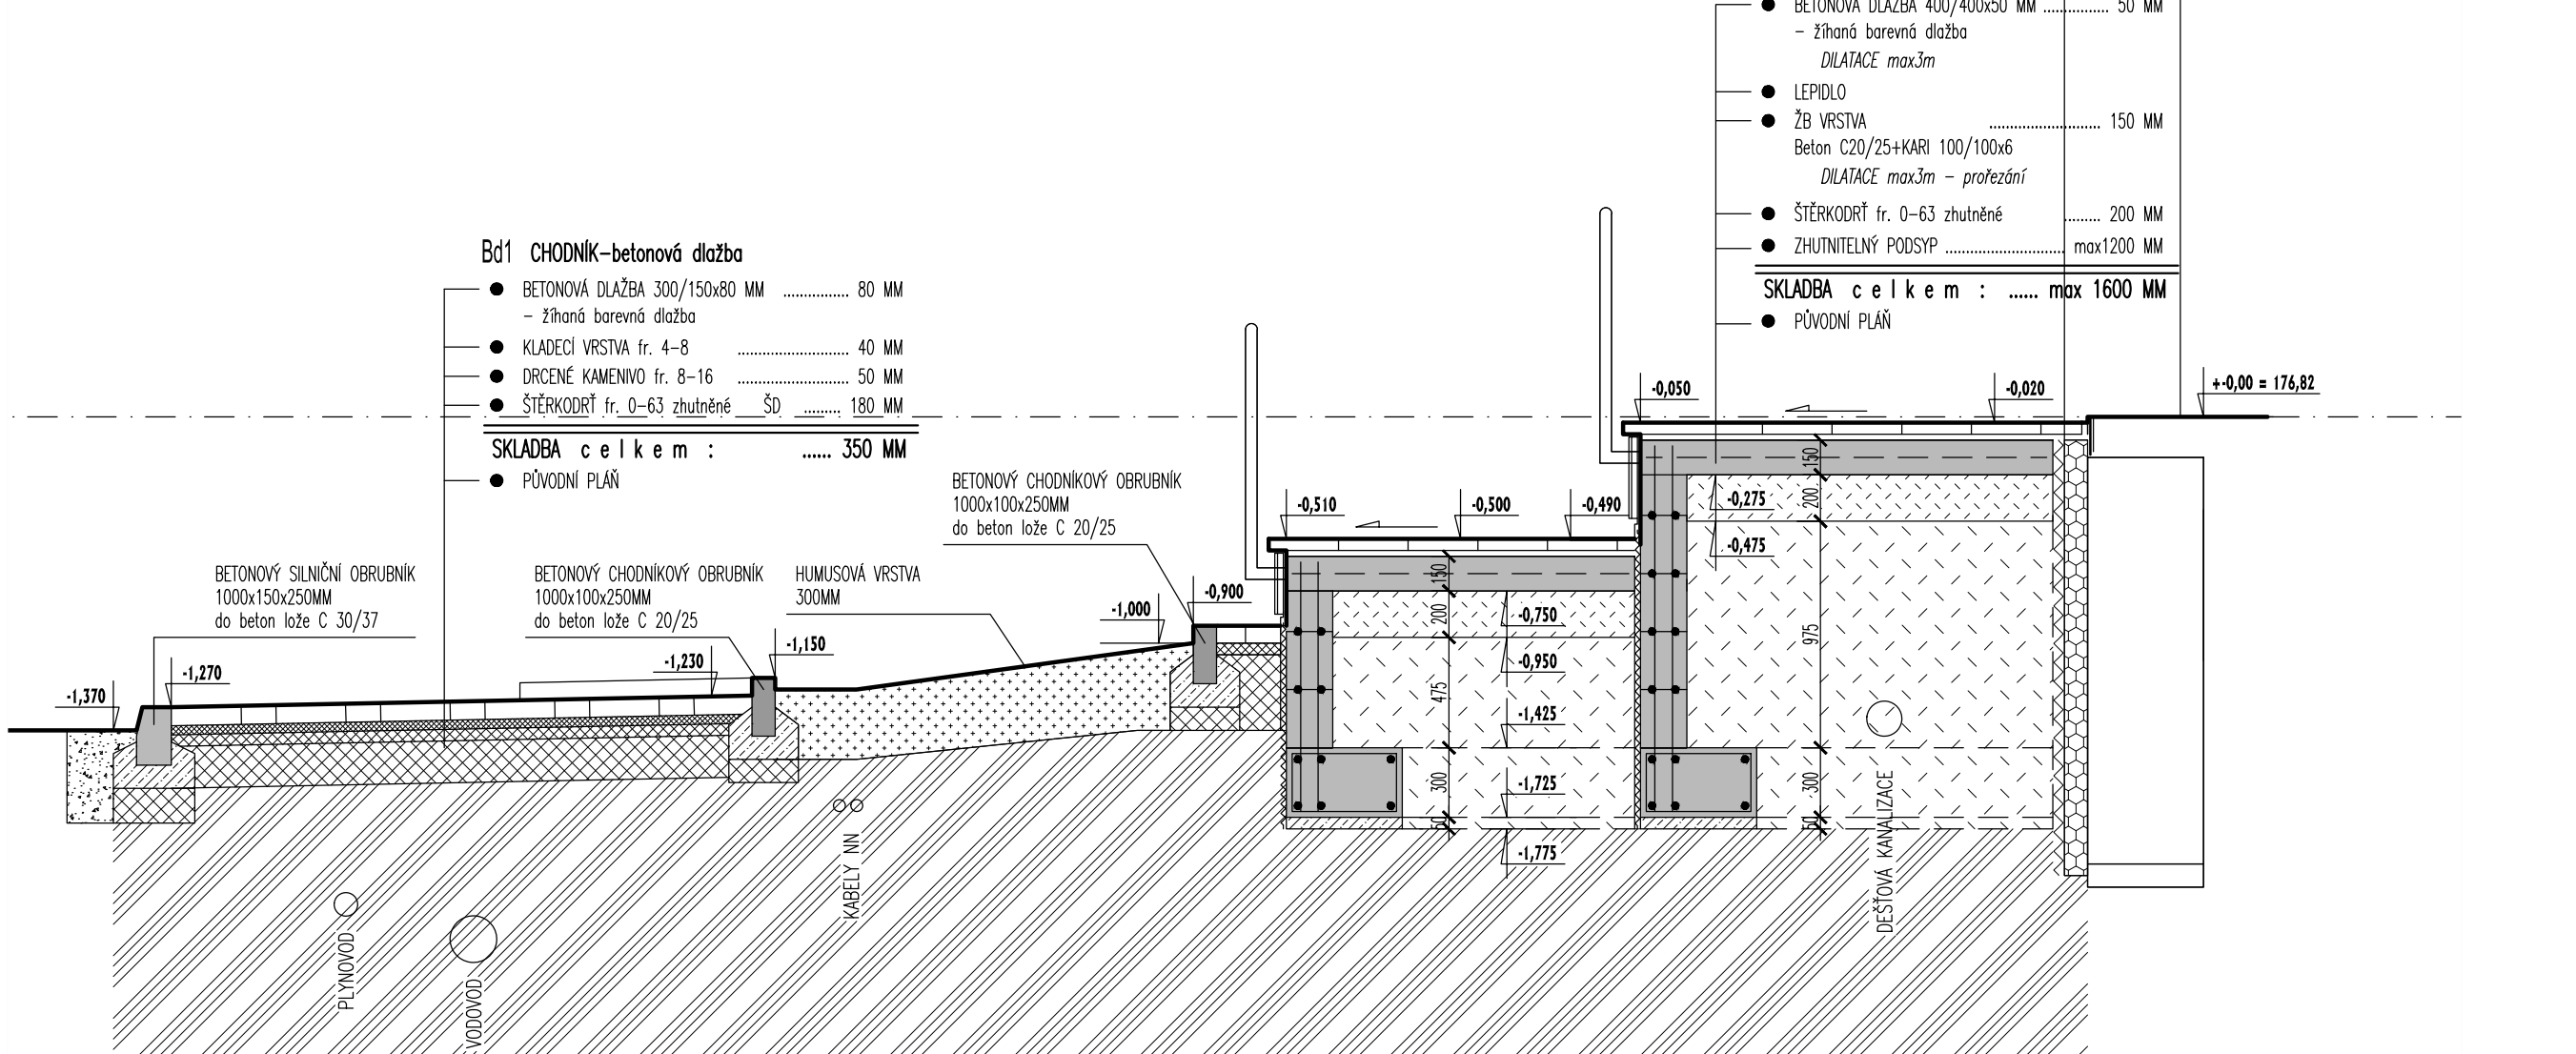 BETONOVÁ DLAŽBA 400/400x50 MM ............... 50 MM
– žíhaná barevná dlažba
DILATACE max3m
LEPIDLO
ŽB VRSTVA .......................... 150 MM
Beton C20/25+KARI 100/100x6
DILATACE max3m – prořezání
ŠTĚRKODRŤ fr. 0–63 zhutněné ......... 200 MM
ZHUTNITELNÝ PODSYP ............................ max1200 MM
SKLADBA c e l k e m : ...... max 1600 MM
PŮVODNÍ PLÁŇ
Bd1 CHODNÍK–betonová dlažba
BETONOVÁ DLAŽBA 300/150x80 MM ............... 80 MM
– žíhaná barevná dlažba
KLADECÍ VRSTVA fr. 4–8 .......................... 40 MM
DRCENÉ KAMENIVO fr. 8–16 .......................... 50 MM
ŠTĚRKODRŤ fr. 0–63 zhutněné ŠD ......... 180 MM
SKLADBA c e l k e m : ...... 350 MM
PŮVODNÍ PLÁŇ
BETONOVÝ CHODNÍKOVÝ OBRUBNÍK
1000x100x250MM
do beton lože C 20/25
BETONOVÝ SILNIČNÍ OBRUBNÍK
1000x150x250MM
do beton lože C 30/37
BETONOVÝ CHODNÍKOVÝ OBRUBNÍK
1000x100x250MM
do beton lože C 20/25
HUMUSOVÁ VRSTVA
300MM
-1,370
-1,270
-1,230
-1,150
-1,000
-0,900
-0,510
-0,500
-0,490
-0,050
-0,020
+-0,00 = 176,82
150
200
475
300
50
-0,750
-0,950
-1,425
-1,725
-1,775
150
200
975
300
50
-0,275
-0,475
PLYNOVOD
VODOVOD
KABELY NN
DEŠŤOVÁ KANALIZACE